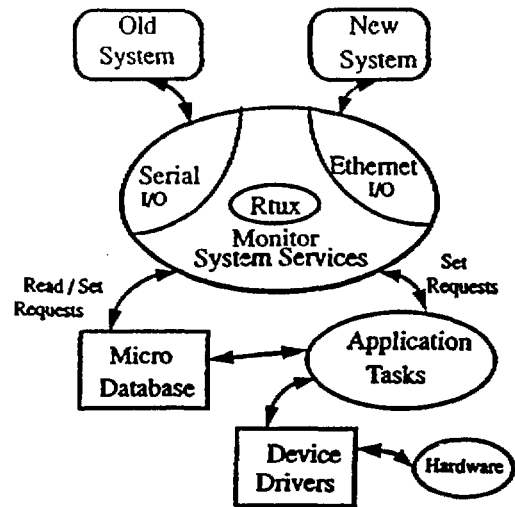 Old
System
New
System
Serial
I/O
Ethernet
I/O
Rtux
Monitor
System Services
Read / Set
Requests
Set
Requests
Micro
Database
Application
Tasks
Device
Drivers
Hardware